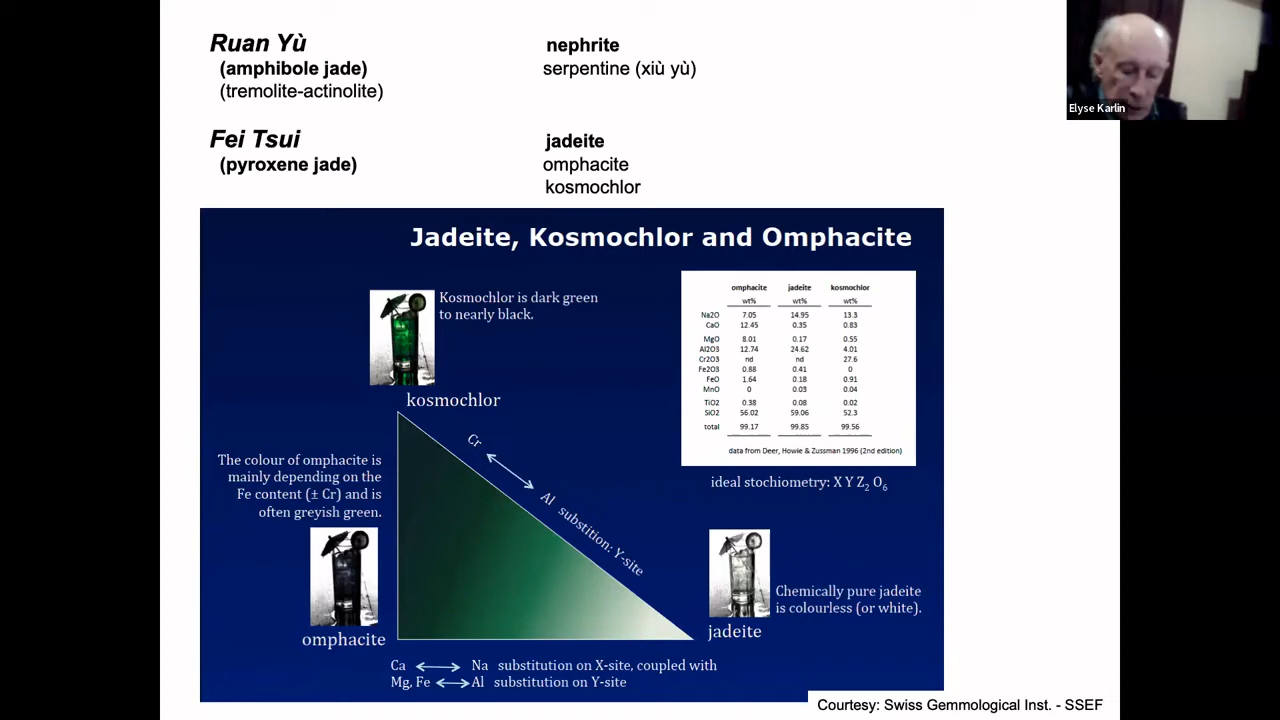 Ruan Yù
(amphibole jade)
(tremolite-actinolite)
nephrite
serpentine (xiù yù)
Elyse Karlin
Fei Tsui
(pyroxene jade)
jadeite
omphacite
kosmochlor
Jadeite, Kosmochlor and Omphacite
Kosmochlor is dark green
to nearly black.
kosmochlor
omphacite jadeite kosmochlor
wt% wt% wt%
Na2O 7.05 14.95 13.3
CaO 12.45 0.35 0.83
MgO 8.01 0.17 0.55
Al2O3 12.74 24.62 4.01
Cr2O3 nd nd 27.6
Fe2O3 0.88 0.41 0
FeO 1.64 0.18 0.91
MnO 0 0.03 0.04
TiO2 0.38 0.08 0.02
SiO2 56.02 59.06 52.3
total 99.17 99.85 99.56
data from Deer, Howie & Zussman 1996 (2nd edition)
ideal stochiometry: X Y Z2 O6
Cr
Al substition: Y-site
The colour of omphacite is
mainly depending on the
Fe content (± Cr) and is
often greyish green.
omphacite
Chemically pure jadeite
is colourless (or white).
jadeite
Ca Na substitution on X-site, coupled with
Mg, Fe Al substitution on Y-site
Courtesy: Swiss Gemmological Inst. - SSEF